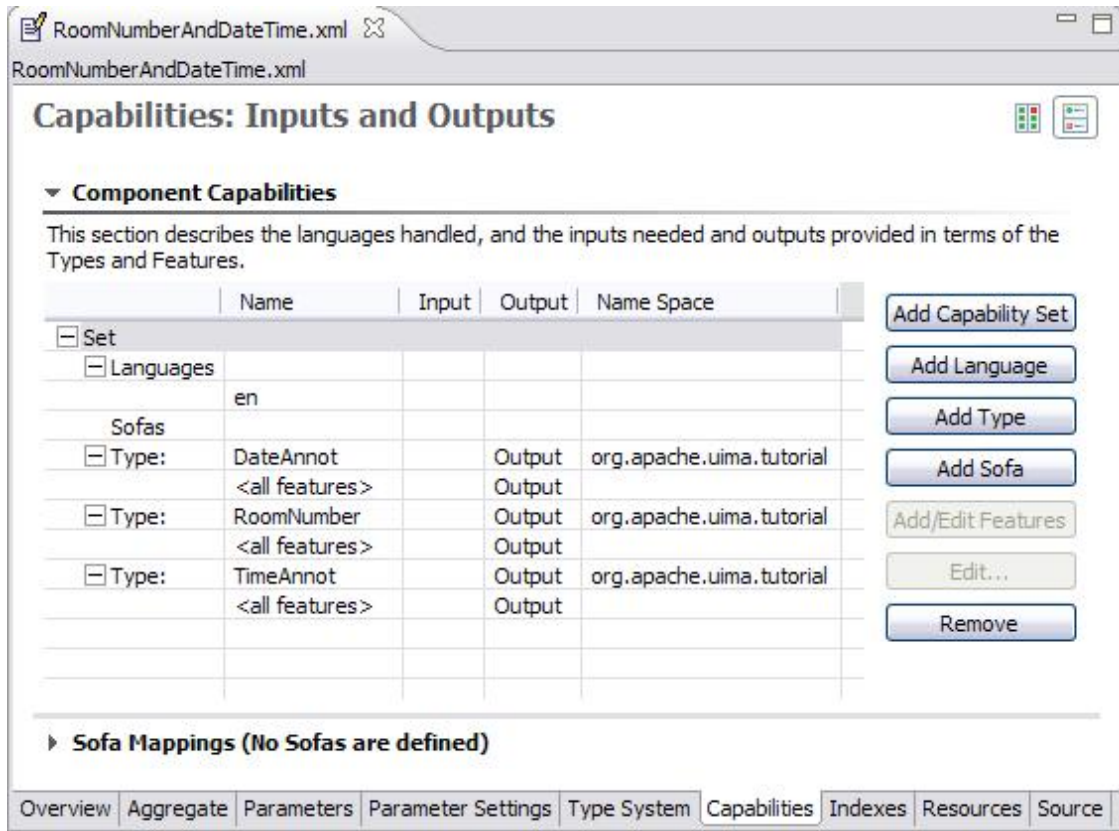 RoomNumberAndDateTime.xml
RoomNumberAndDateTime.xml
Capabilities: Inputs and Outputs
Component Capabilities
This section describes the languages handled, and the inputs needed and outputs provided in terms of the
Types and Features.
Name Input Output Name Space
Set
Languages
en
Sofas
Type: DateAnnot Output org.apache.uima.tutorial
<all features> Output
Type: RoomNumber Output org.apache.uima.tutorial
<all features> Output
Type: TimeAnnot Output org.apache.uima.tutorial
<all features> Output
Add Capability Set
Add Language
Add Type
Add Sofa
Add/Edit Features
Edit...
Remove
Sofa Mappings (No Sofas are defined)
Overview Aggregate Parameters Parameter Settings Type System Capabilities Indexes Resources Source